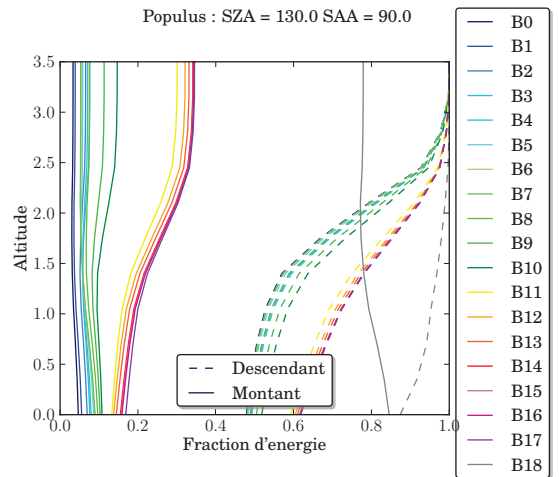 Populus : SZA = 130.0 SAA = 90.0
Altitude
3.5
3.0
2.5
2.0
1.5
1.0
0.5
0.0
0.0 0.2 0.4 0.6 0.8 1.0
Fraction d'energie
Descendant
Montant
B0
B1
B2
B3
B4
B5
B6
B7
B8
B9
B10
B11
B12
B13
B14
B15
B16
B17
B18